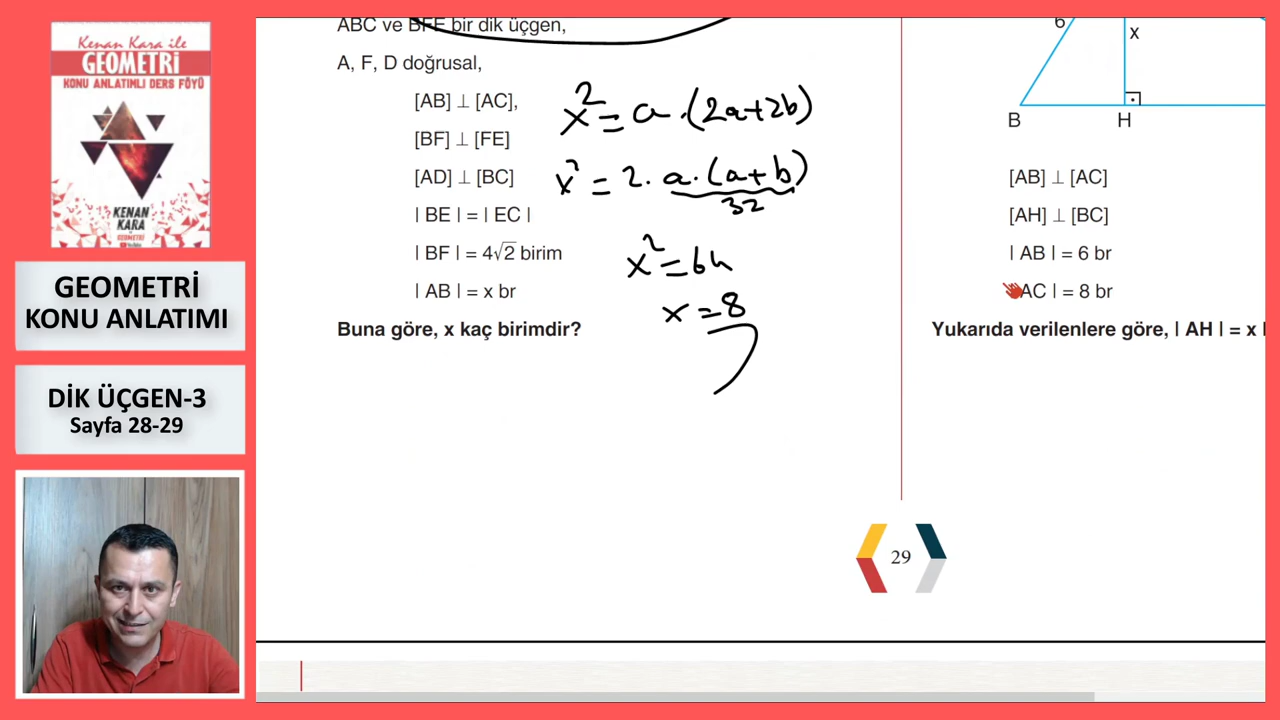 Kenan Kara ile
GEOMETRİ
KONU ANLATIMLI DERS FÖYÜ
KENAN
KARA
GEOMETRİ
KONU ANLATIMI
DİK ÜÇGEN-3
Sayfa 28-29
ABC ve BFE bir dik üçgen,
A, F, D doğrusal,
[AB] ⊥ [AC],
[BF] ⊥ [FE]
[AD] ⊥ [BC]
| BE | = | EC |
| BF | = 4√2 birim
| AB | = x br
Buna göre, x kaç birimdir?
x² = a.(2a+2b)
x² = 2. a.(a+b)
32
x² = 64
x = 8
6
x
B
H
[AB] ⊥ [AC]
[AH] ⊥ [BC]
| AB | = 6 br
AC | = 8 br
Yukarıda verilenlere göre, | AH | = x
29